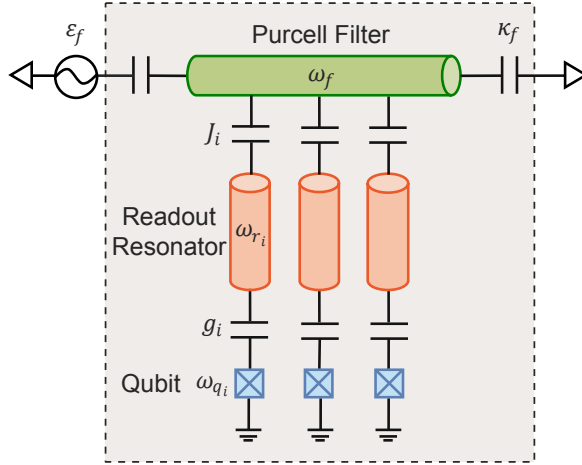 ε_f
Purcell Filter
κ_f
ω_f
J_i
Readout
Resonator
ω_{r_i}
g_i
Qubit
ω_{q_i}